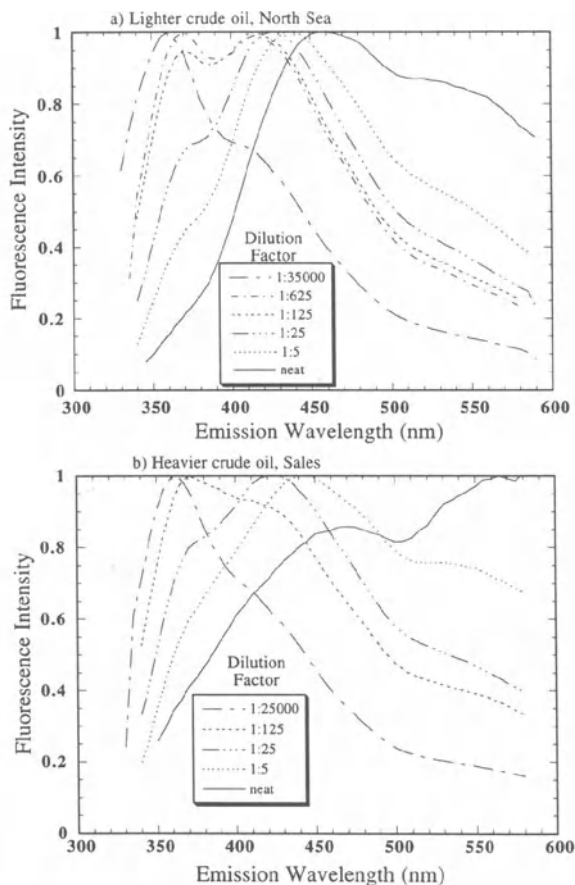 a) Lighter crude oil, North Sea
Fluorescence Intensity
1
0.8
0.6
0.4
0.2
0
Dilution
Factor
1:35000
1:625
1:125
1:25
1:5
neat
300 350 400 450 500 550 600
Emission Wavelength (nm)
b) Heavier crude oil, Sales
Fluorescence Intensity
1
0.8
0.6
0.4
0.2
0
Dilution
Factor
1:25000
1:125
1:25
1:5
neat
300 350 400 450 500 550 600
Emission Wavelength (nm)